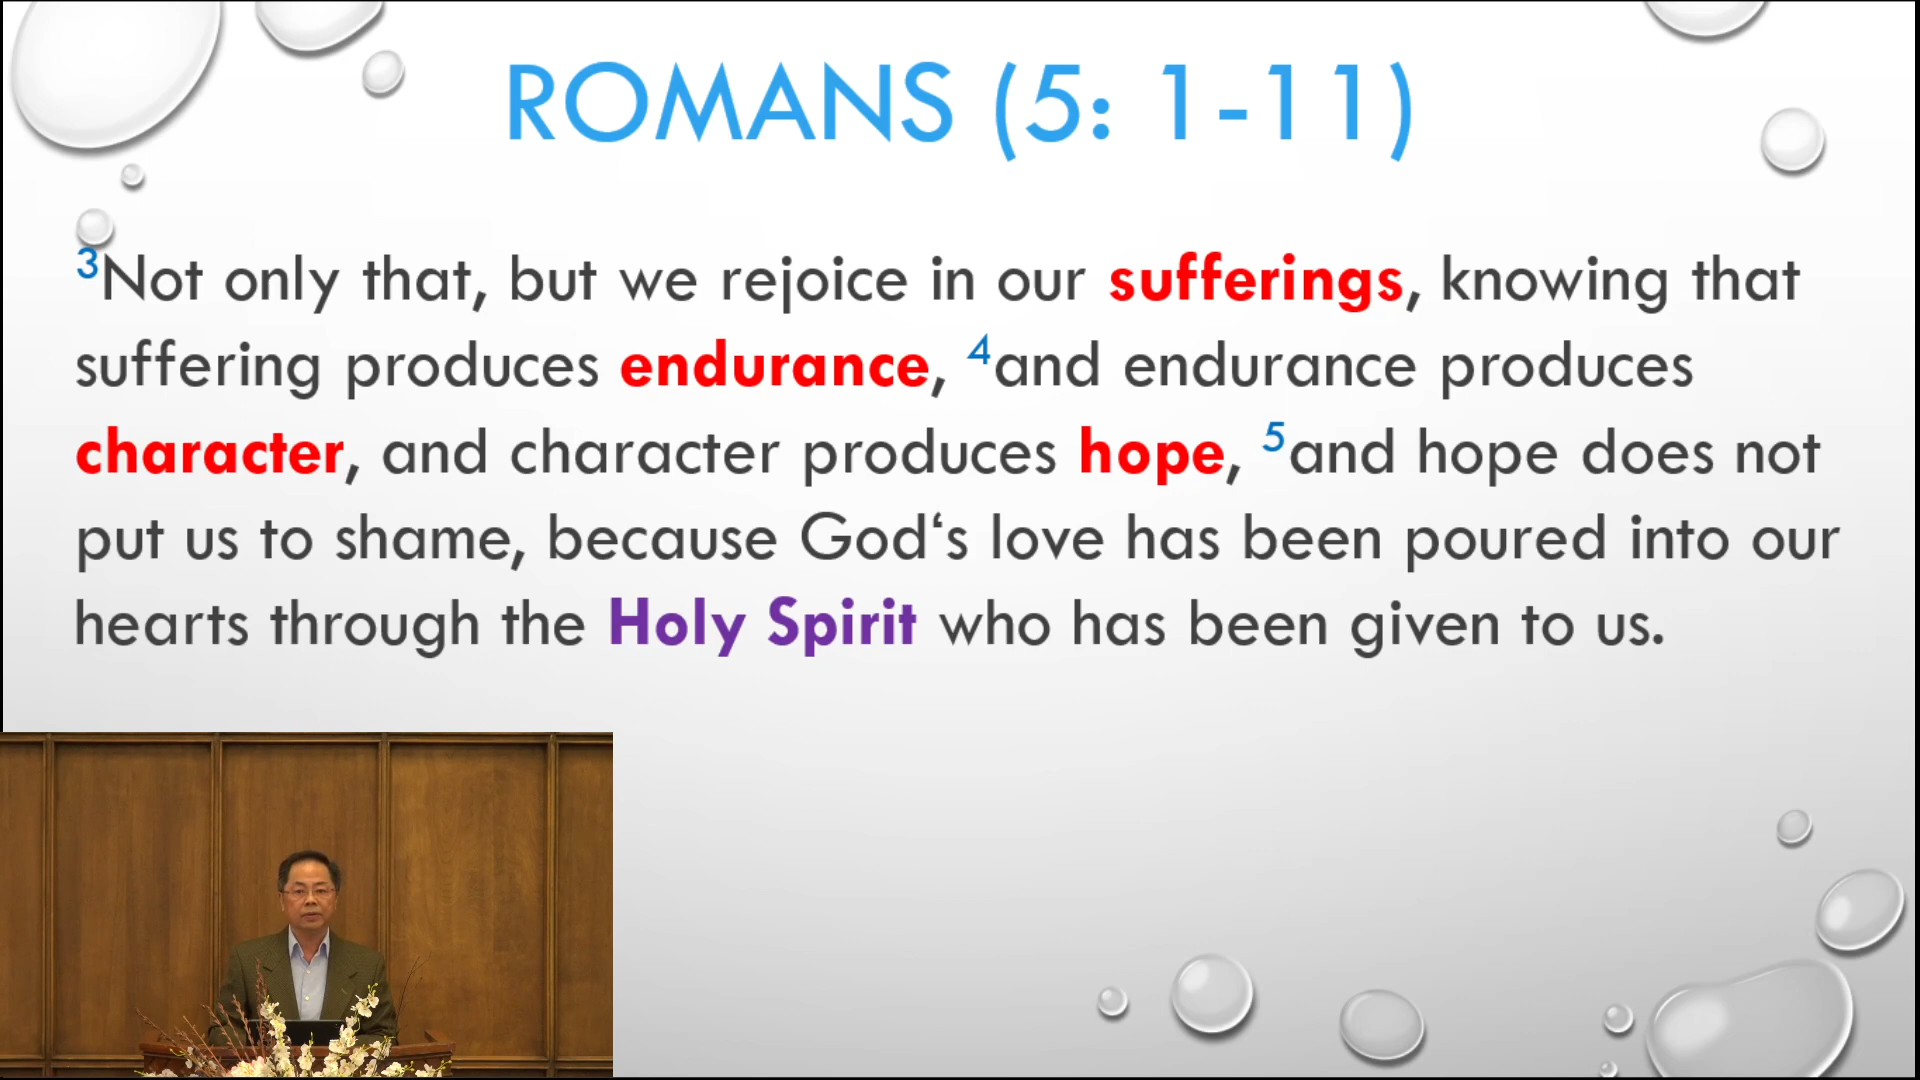 ROMANS (5: 1-11)
³Not only that, but we rejoice in our sufferings, knowing that
suffering produces endurance, ⁴and endurance produces
character, and character produces hope, ⁵and hope does not
put us to shame, because God‘s love has been poured into our
hearts through the Holy Spirit who has been given to us.